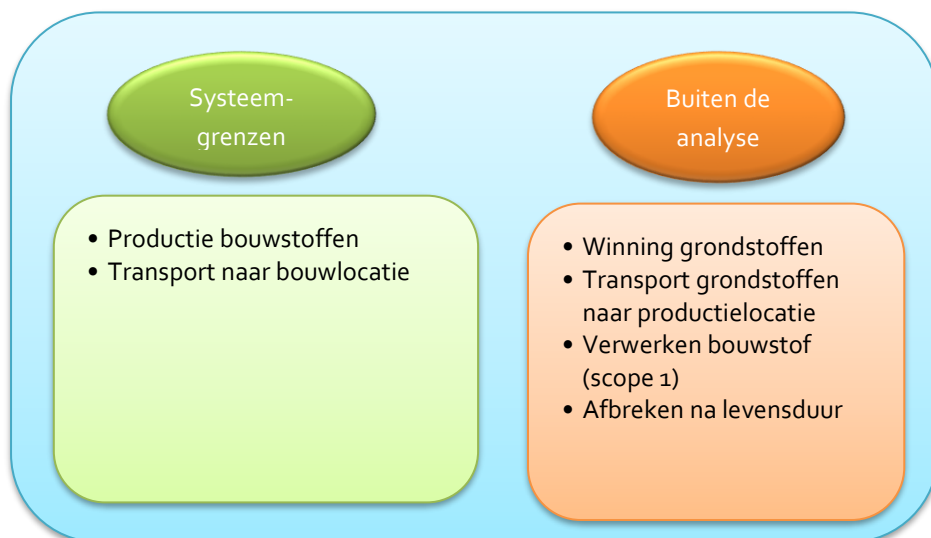 Systeem-
grenzen
• Productie bouwstoffen
• Transport naar bouwlocatie
Buiten de
analyse
• Winning grondstoffen
• Transport grondstoffen
naar productielocatie
• Verwerken bouwstof
(scope 1)
• Afbreken na levensduur